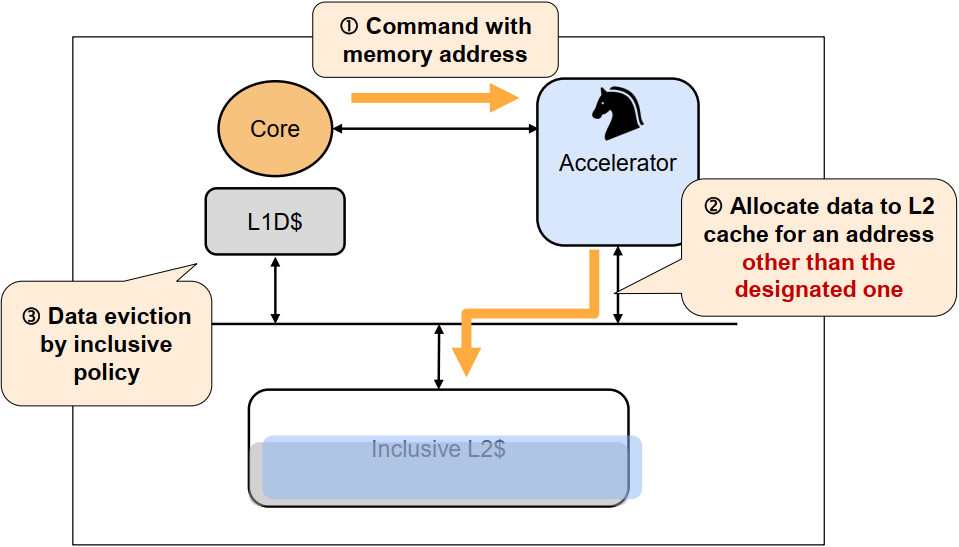 ① Command with
memory address
Core
Accelerator
L1D$
② Allocate data to L2
cache for an address
other than the
designated one
③ Data eviction
by inclusive
policy
Inclusive L2$